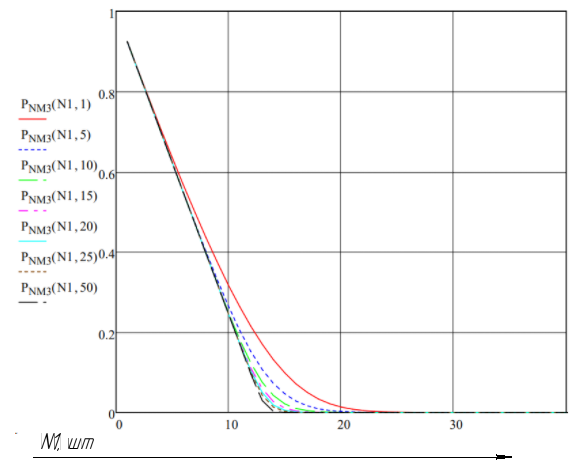 1
0.8
P_NM3(N1, 1)
P_NM3(N1, 5)
P_NM3(N1, 10)
0.6
P_NM3(N1, 15)
P_NM3(N1, 20)
P_NM3(N1, 25)
0.4
P_NM3(N1, 50)
0.2
0
0 10 20 30
N1, шт